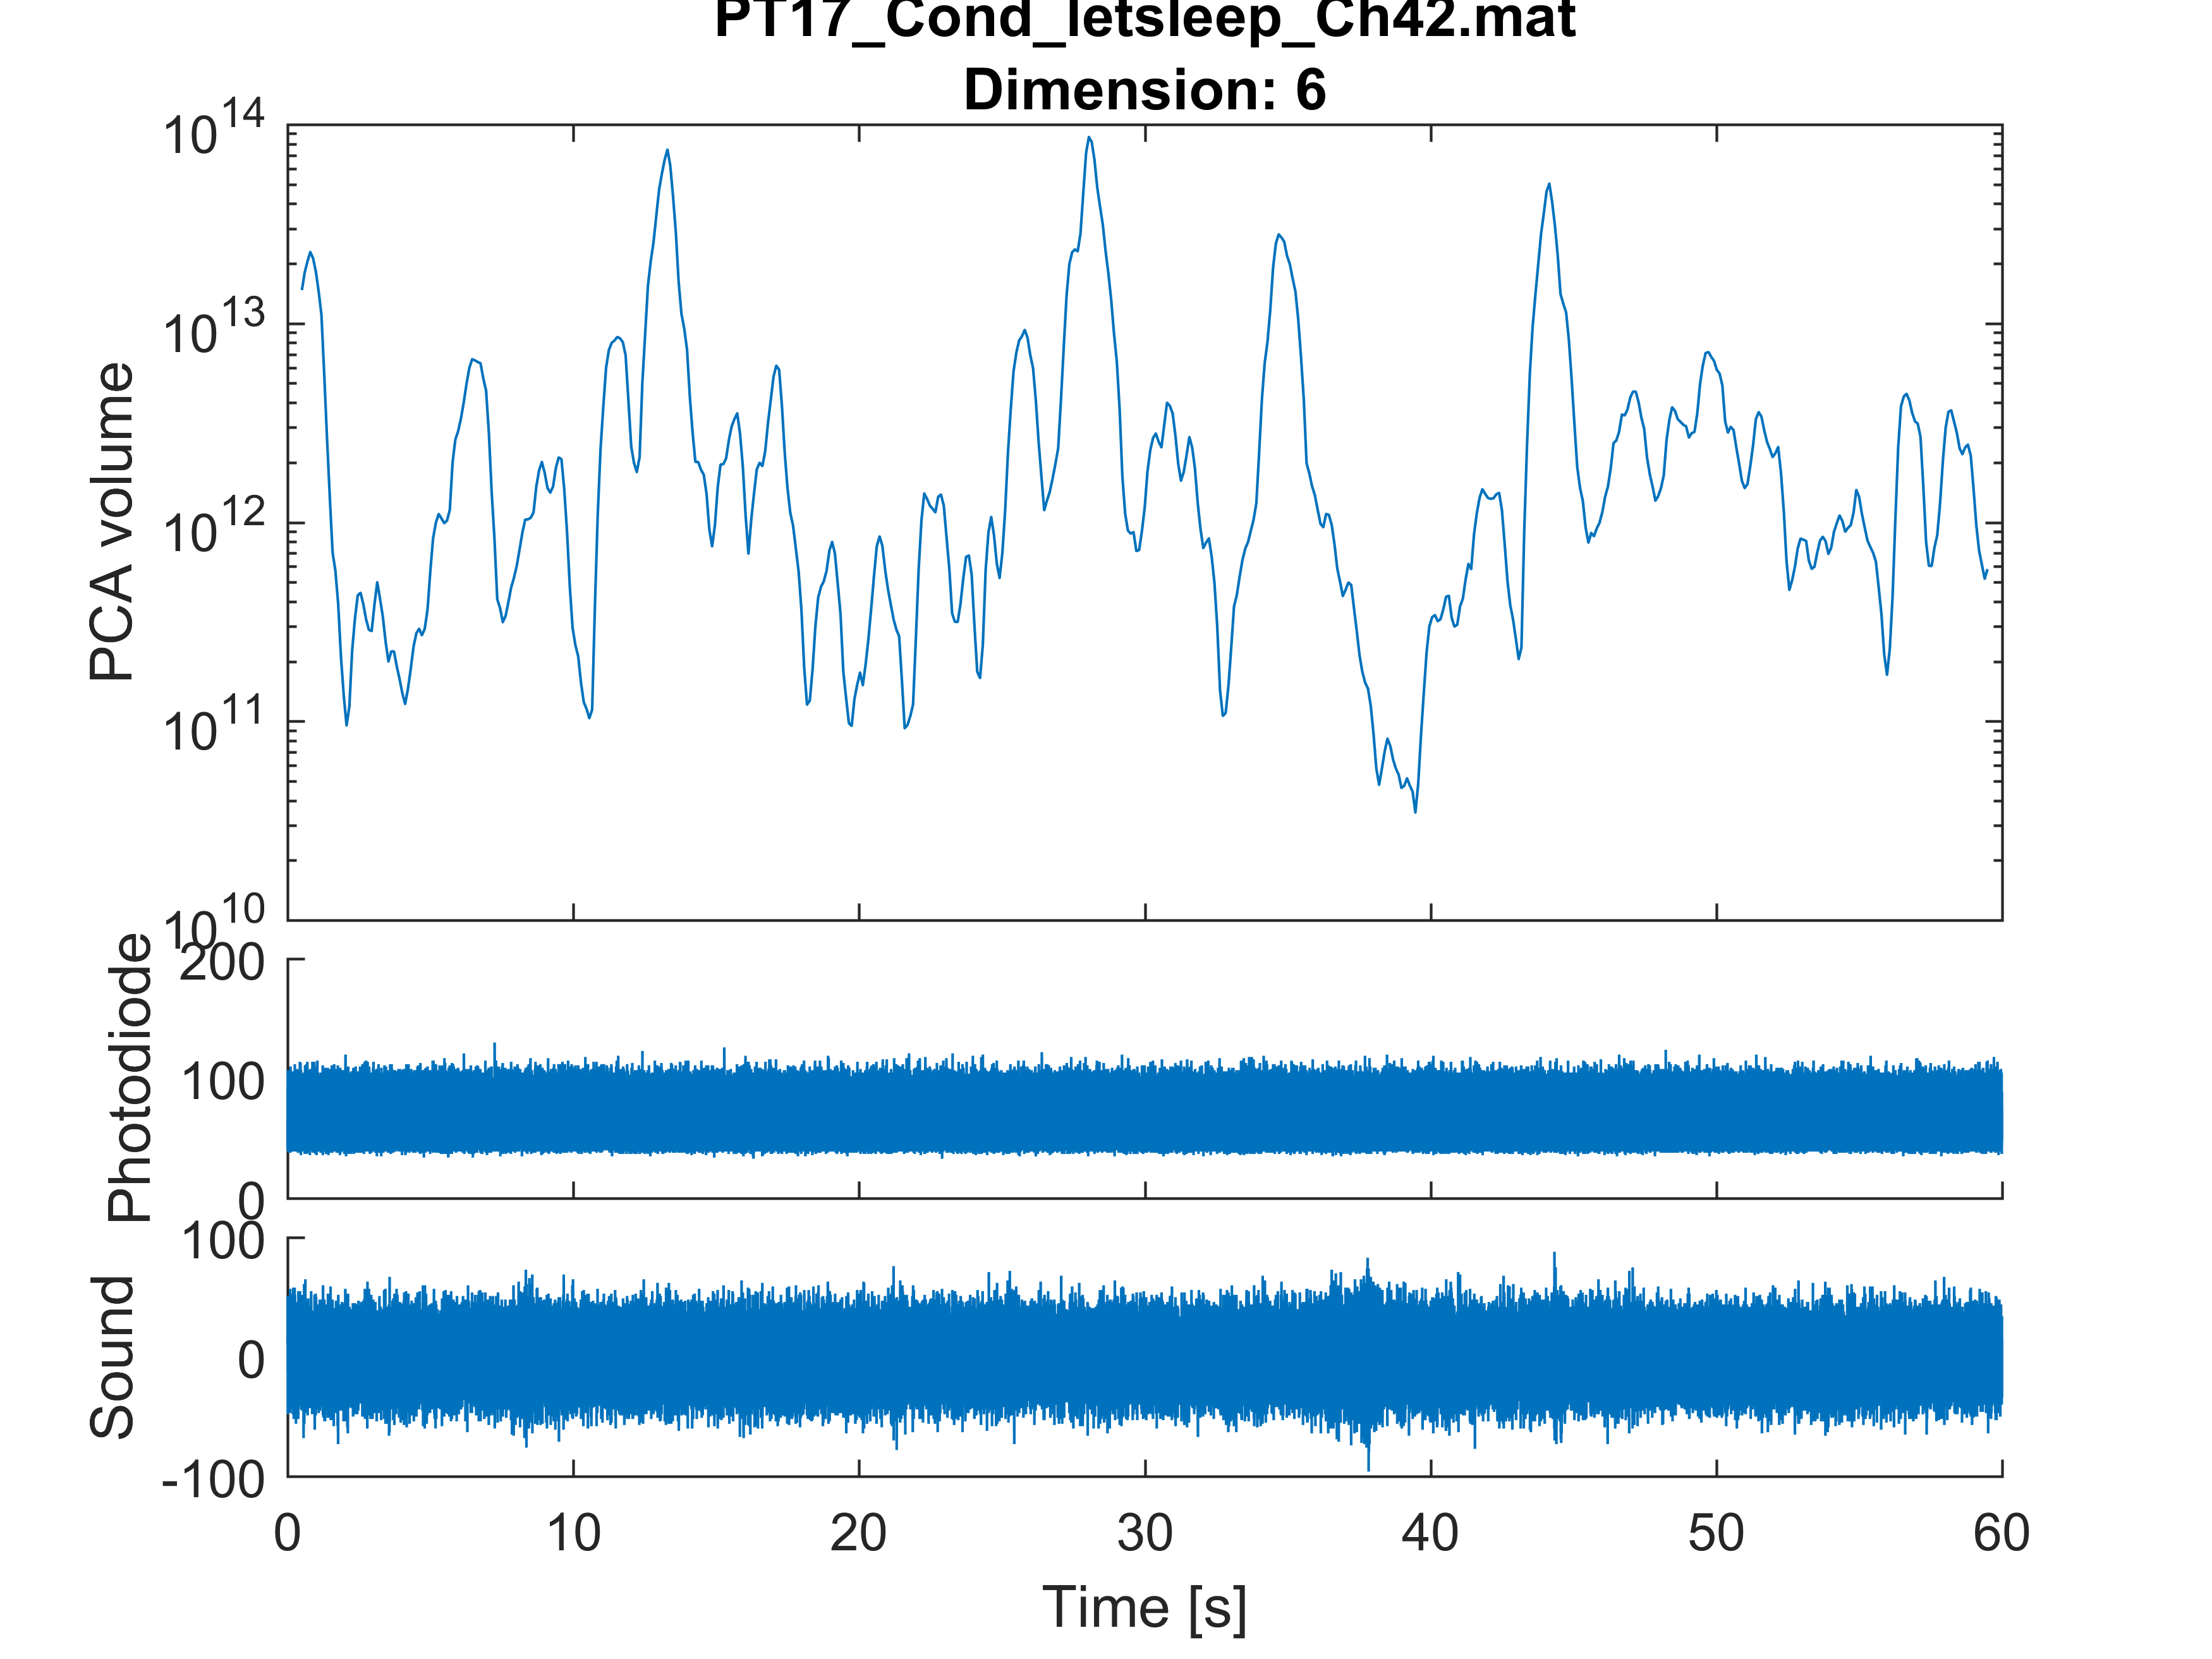 PT17_Cond_letsleep_Ch42.mat
Dimension: 6
10^14
10^13
10^12
10^11
10^10
PCA volume
200
100
0
Photodiode
100
0
-100
Sound
0 10 20 30 40 50 60
Time [s]